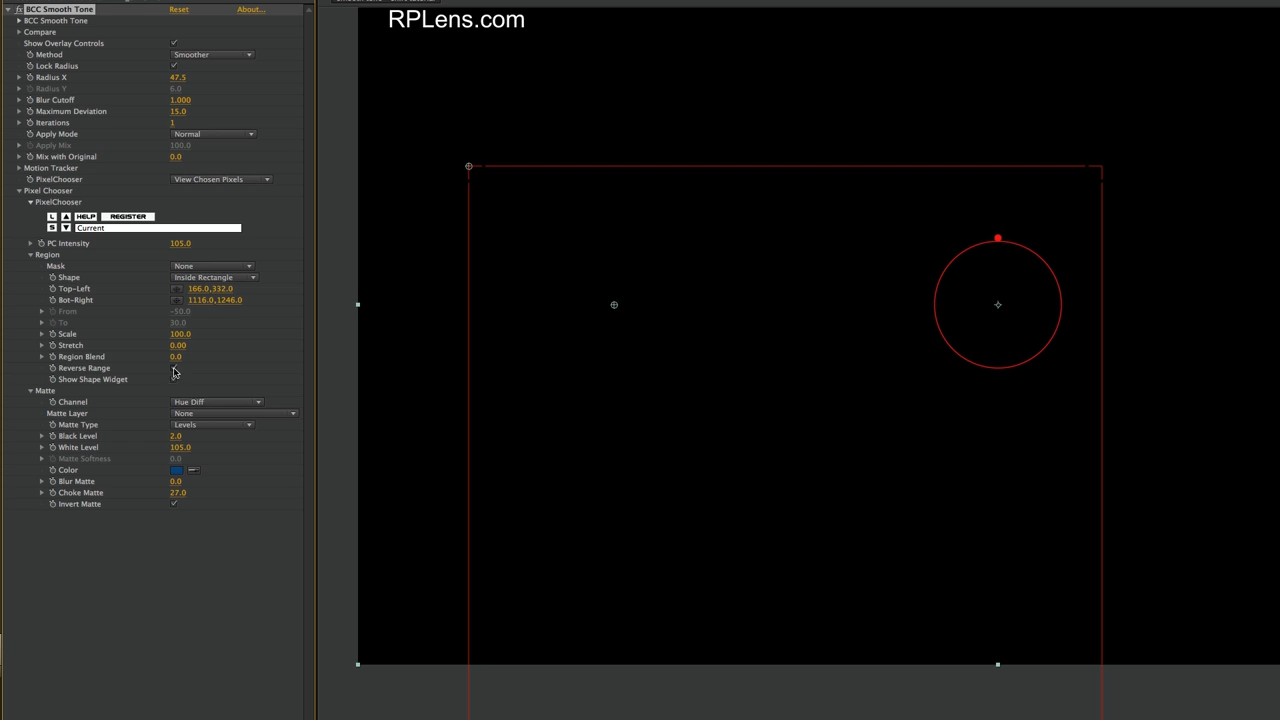 fx BCC Smooth Tone Reset About...
BCC Smooth Tone
Compare
Show Overlay Controls
Method Smoother
Lock Radius
Radius X 47.5
Radius Y 6.0
Blur Cutoff 1.000
Maximum Deviation 15.0
Iterations 1
Apply Mode Normal
Apply Mix 100.0
Mix with Original 0.0
Motion Tracker
PixelChooser View Chosen Pixels
Pixel Chooser
PixelChooser
L HELP REGISTER
S Current
PC Intensity 105.0
Region
Mask None
Shape Inside Rectangle
Top-Left 166.0,332.0
Bot-Right 1116.0,1246.0
From -50.0
To 30.0
Scale 100.0
Stretch 0.00
Region Blend 0.0
Reverse Range
Show Shape Widget
Matte
Channel Hue Diff
Matte Layer None
Matte Type Levels
Black Level 2.0
White Level 105.0
Matte Softness 0.0
Color
Blur Matte 0.0
Choke Matte 27.0
Invert Matte
RPLens.com